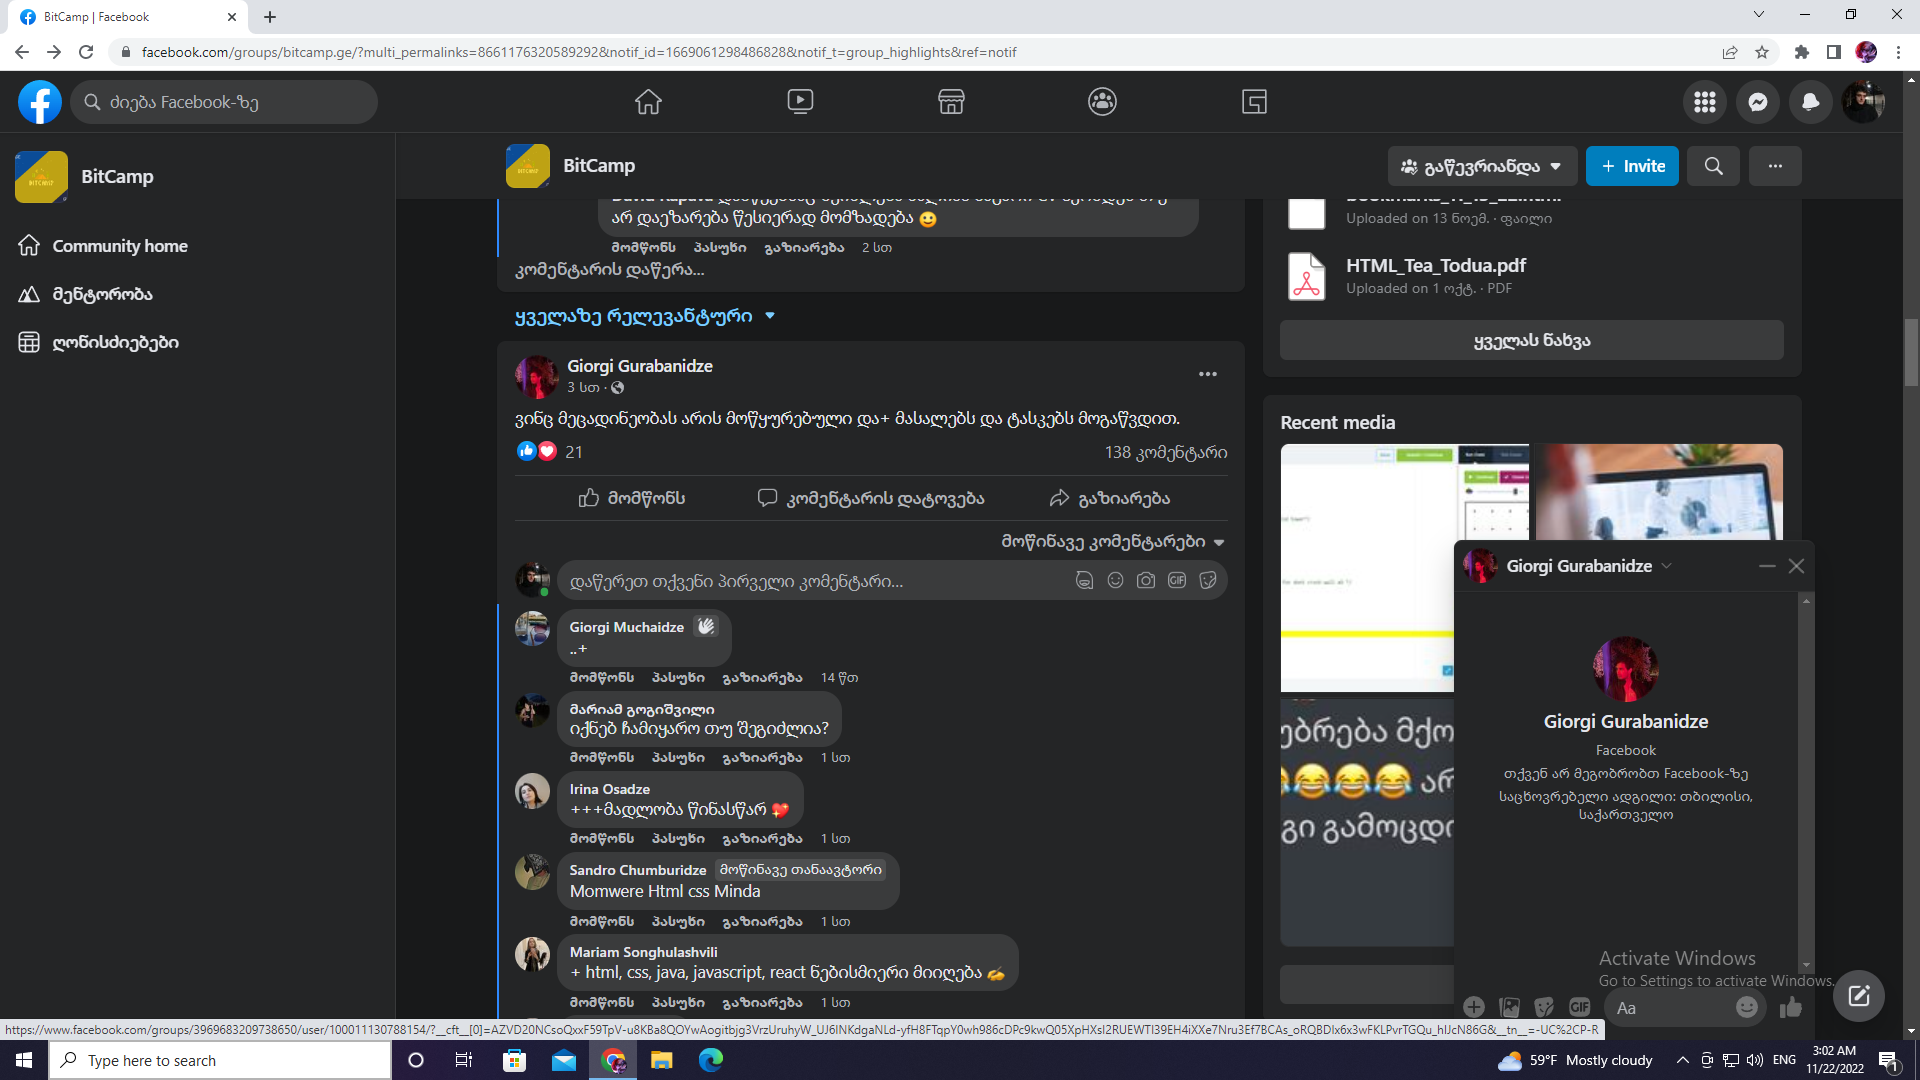 BitCamp | Facebook
facebook.com/groups/bitcamp.ge/?multi_permalinks=8661176320589292&notif_id=1669061298486828&notif_t=group_highlights&ref=notif
ძიება Facebook-ზე
BitCamp
Community home
მენტორობა
ღონისძიებები
BitCamp
გაწევრიანდა
+ Invite
არ დაეზარება წესიერად მომზადება 😀
მომწონს პასუხი გაზიარება 2 სთ
კომენტარის დაწერა...
ყველაზე რელევანტური
Giorgi Gurabanidze
3 სთ ·
ვინც მეცადინეობას არის მოწყურებული და+ მასალებს და ტასკებს მოგაწვდით.
21
138 კომენტარი
მომწონს
კომენტარის დატოვება
გაზიარება
მოწინავე კომენტარები
დაწერეთ თქვენი პირველი კომენტარი...
GIF
Giorgi Muchaidze
..+
მომწონს პასუხი გაზიარება 14 წთ
მარიამ გოგიშვილი
იქნებ ჩამიყარო თუ შეგიძლია?
მომწონს პასუხი გაზიარება 1 სთ
Irina Osadze
+++მადლობა წინასწარ 💖
მომწონს პასუხი გაზიარება 1 სთ
Sandro Chumburidze მოწინავე თანაავტორი
Momwere Html css Minda
მომწონს პასუხი გაზიარება 1 სთ
Mariam Songhulashvili
+ html, css, java, javascript, react ნებისმიერი მიიღება ✍
მომწონს პასუხი გაზიარება 1 სთ
Uploaded on 13 ნოემ. · ფაილი
HTML_Tea_Todua.pdf
Uploaded on 1 ოქტ. · PDF
ყველას ნახვა
Recent media
უბრება მქო
😂😂😂 არ
გი გამოცდი
Giorgi Gurabanidze
Giorgi Gurabanidze
Facebook
თქვენ არ მეგობრობთ Facebook-ზე
საცხოვრებელი ადგილი: თბილისი,
საქართველო
Activate Windows
Go to Settings to activate Windows.
GIF
Aa
https://www.facebook.com/groups/3969683209738650/user/100011130788154/?__cft__[0]=AZVD20NCsoQxxF59TpV-u8KBa8QOYwAogitbjg3VrzUruhyW_UJ6INKdgaNLd-yfH8FTqpY0wh986cDPc9kwQ05XpHXsI2RUEWTI39EH4iXXe7Nru3Ef7BCAs_oRQBDIx6x3wFKLPvrTGQu_hIJcN86G&__tn__=-UC%2CP-R
Type here to search
59°F Mostly cloudy
ENG
3:02 AM
11/22/2022
1